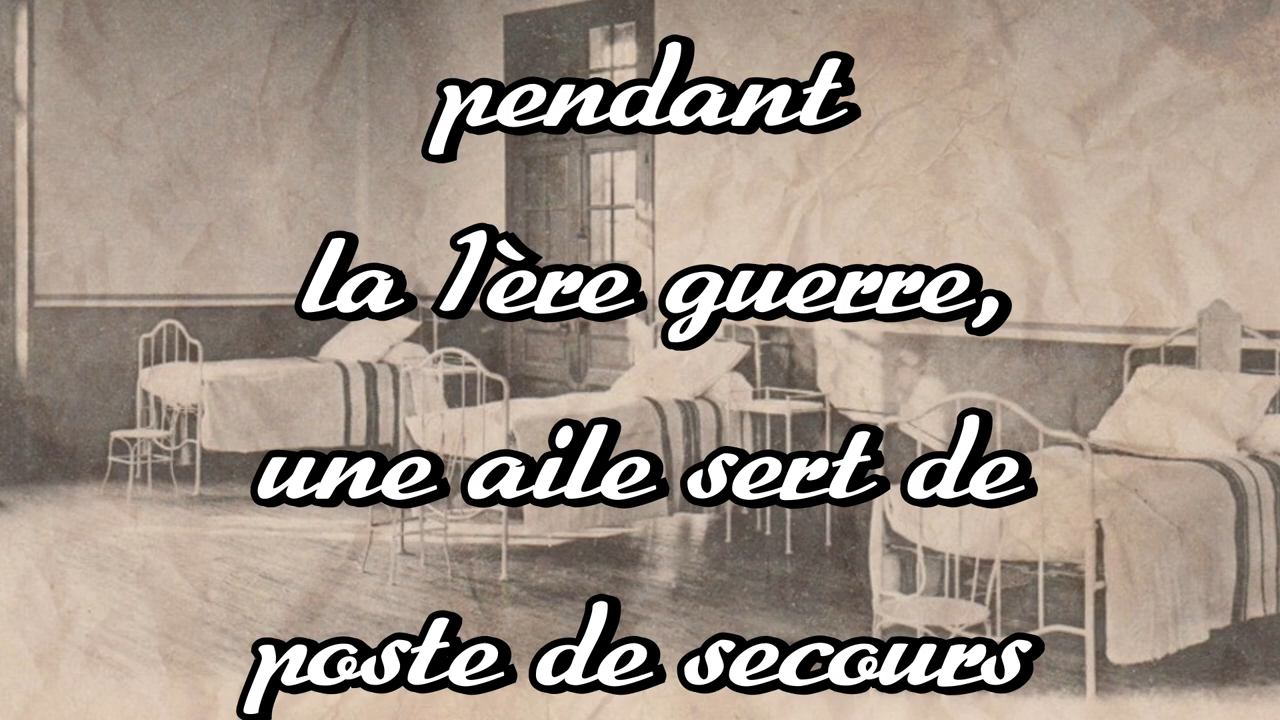 pendant
la 1ère guerre,
une aile sert de
poste de secours